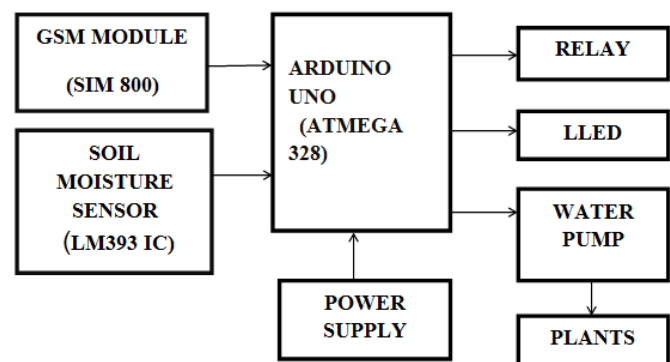 GSM MODULE
(SIM 800)
SOIL
MOISTURE
SENSOR
(LM393 IC)
ARDUINO
UNO
(ATMEGA
328)
POWER
SUPPLY
RELAY
LLED
WATER
PUMP
PLANTS